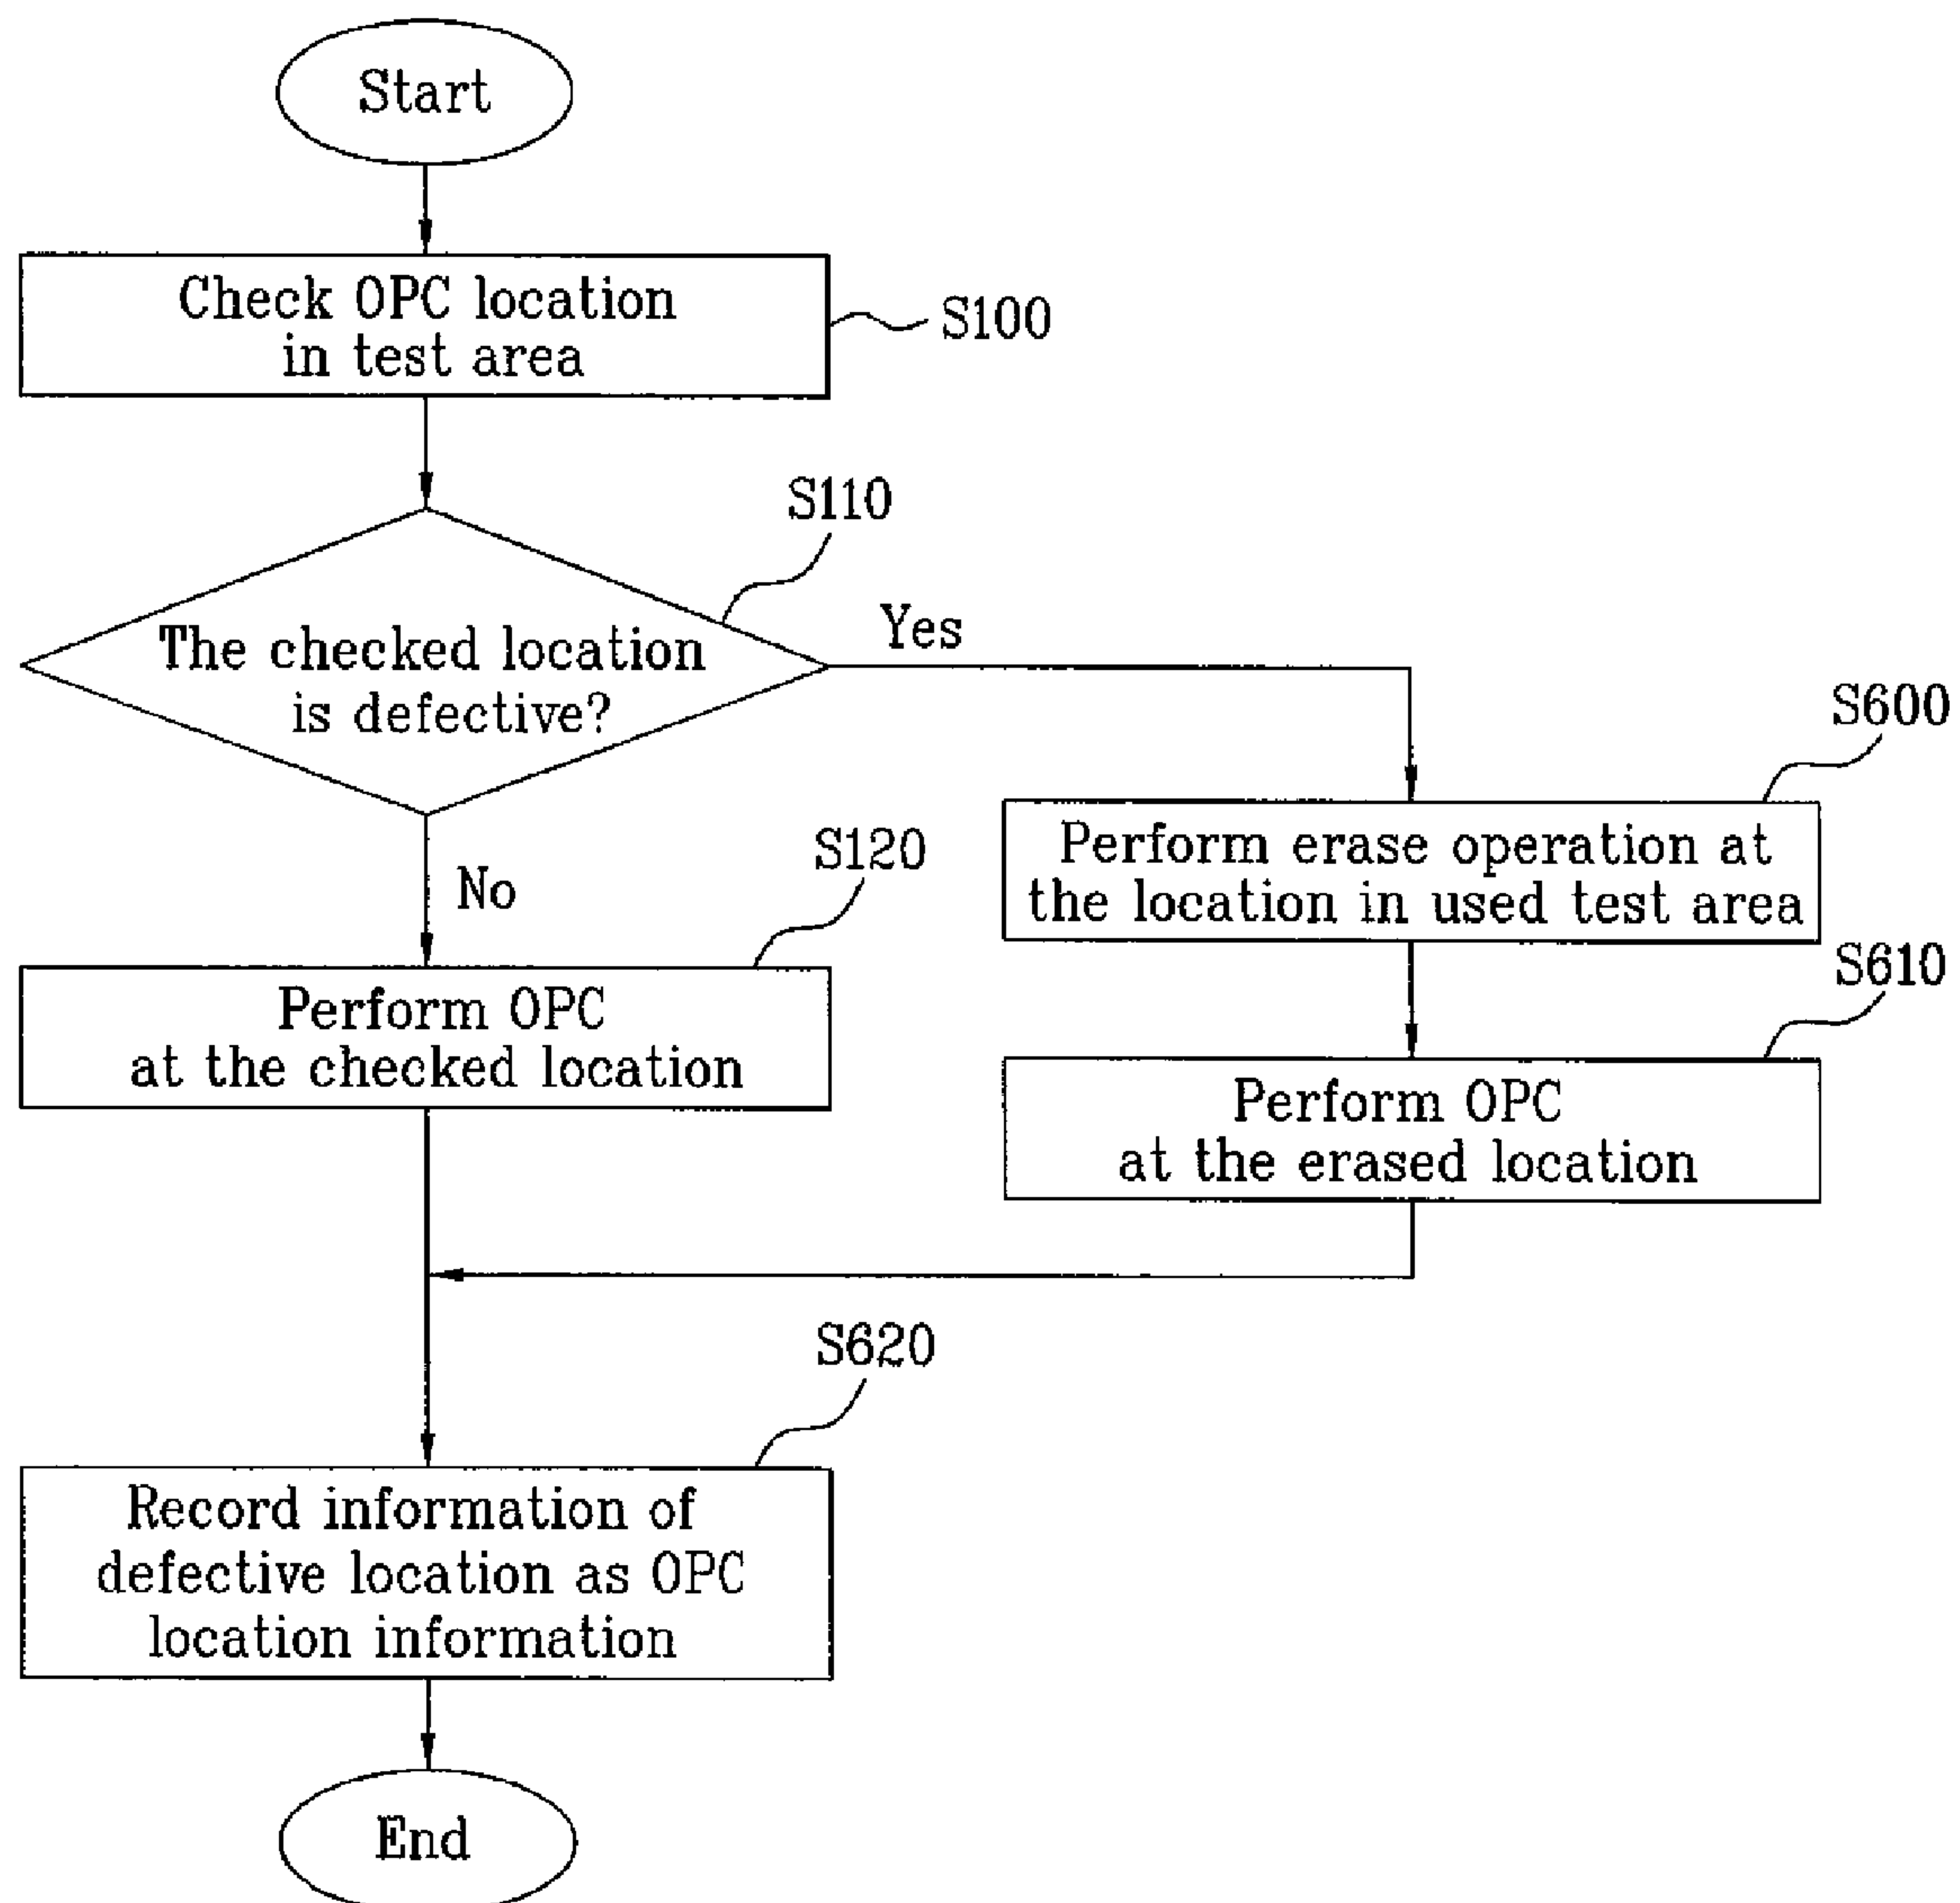 Start
Check OPC location
in test area
S100
S110
The checked location
is defective?
Yes
No
S600
Perform erase operation at
the location in used test area
S120
Perform OPC
at the checked location
S610
Perform OPC
at the erased location
S620
Record information of
defective location as OPC
location information
End